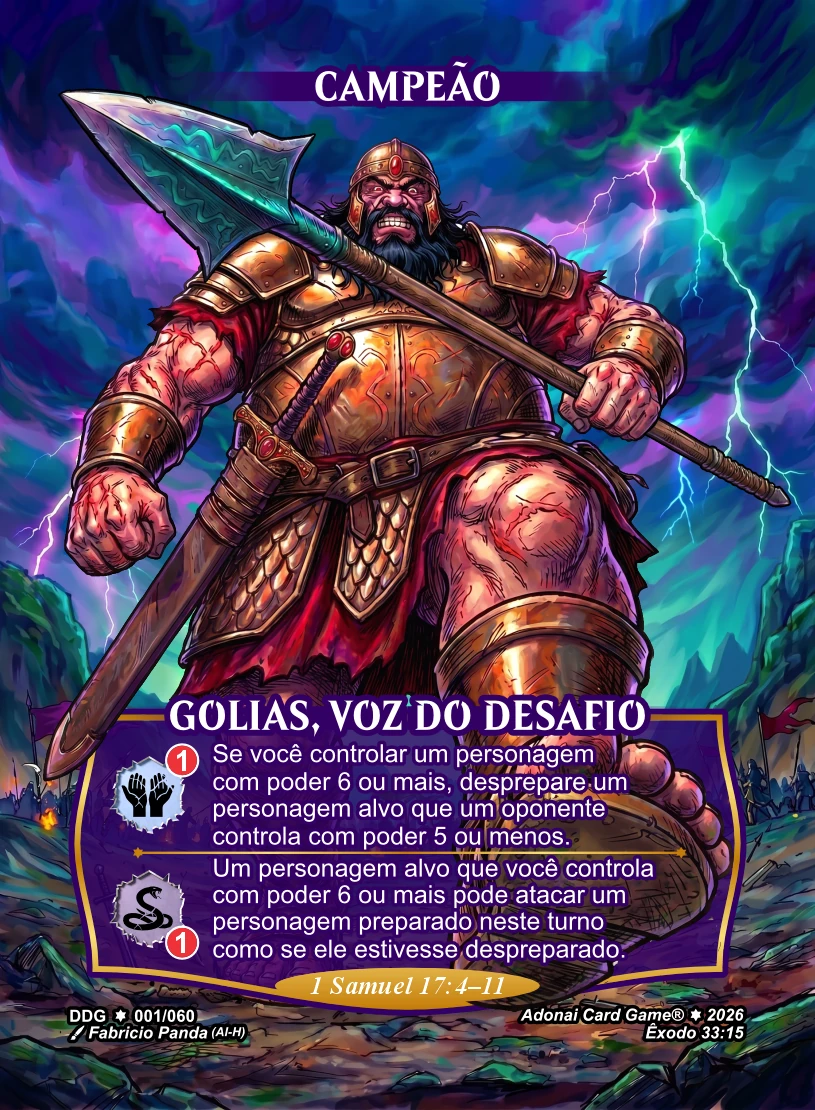 CAMPEÃO
GOLIAS, VOZ DO DESAFIO
1
Se você controlar um personagem
com poder 6 ou mais, desprepare um
personagem alvo que um oponente
controla com poder 5 ou menos.
Um personagem alvo que você controla
com poder 6 ou mais pode atacar um
personagem preparado neste turno
como se ele estivesse despreparado.
1
1 Samuel 17:4–11
DDG ✸ 001/060
Fabricio Panda (AI-H)
Adonai Card Game® ✸ 2026
Êxodo 33:15